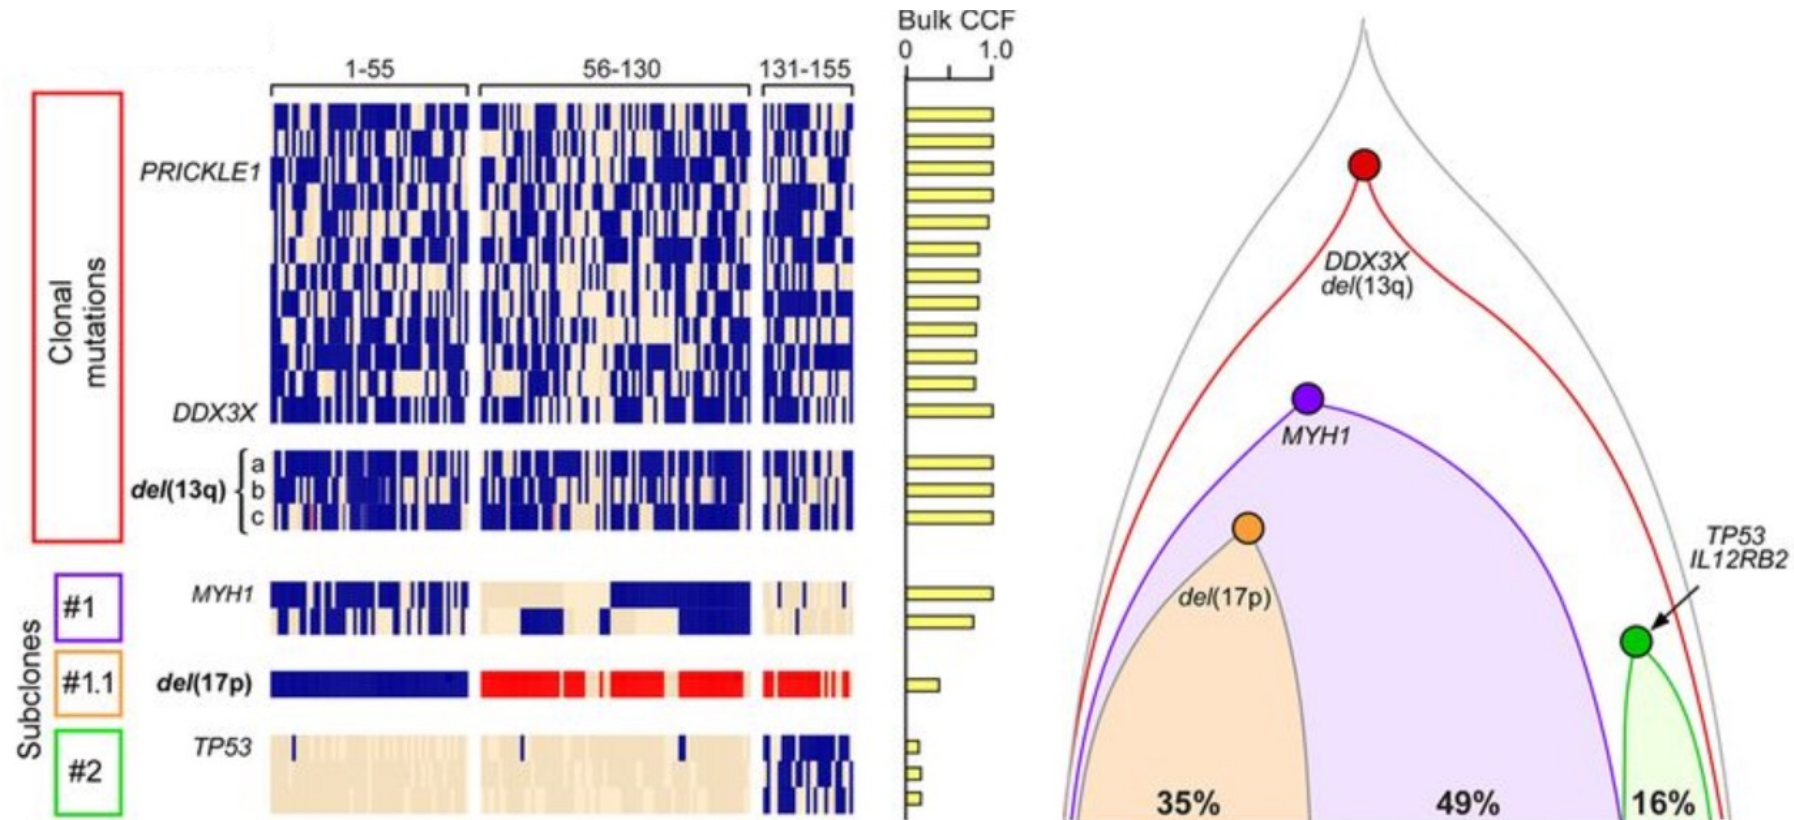 Bulk CCF
0 1.0
1-55 56-130 131-155
Clonal
mutations
PRICKLE1
DDX3X
del(13q)
a
b
c
Subclones
#1
MYH1
#1.1
del(17p)
#2
TP53
DDX3X
del(13q)
MYH1
del(17p)
TP53
IL12RB2
35% 49% 16%